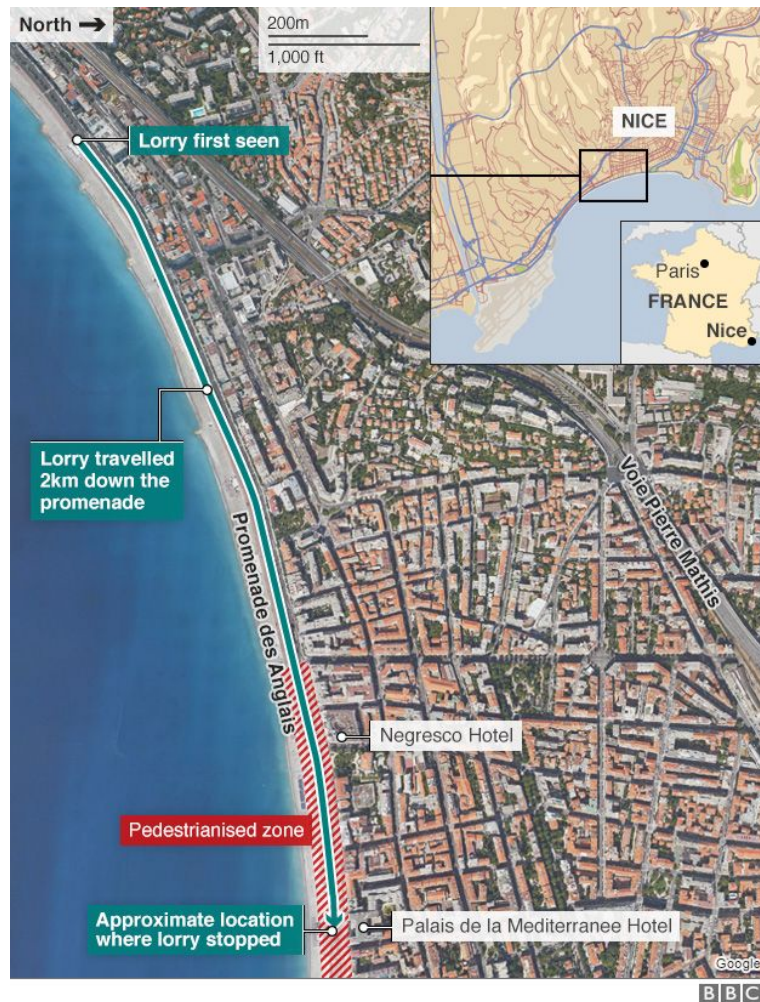 North →
200m
1,000 ft
NICE
Paris
FRANCE
Nice
Lorry first seen
Lorry travelled
2km down the
promenade
Voie Pierre Mathis
Promenade des Anglais
Negresco Hotel
Pedestrianised zone
Approximate location
where lorry stopped
Palais de la Mediterranee Hotel
Google
BBC